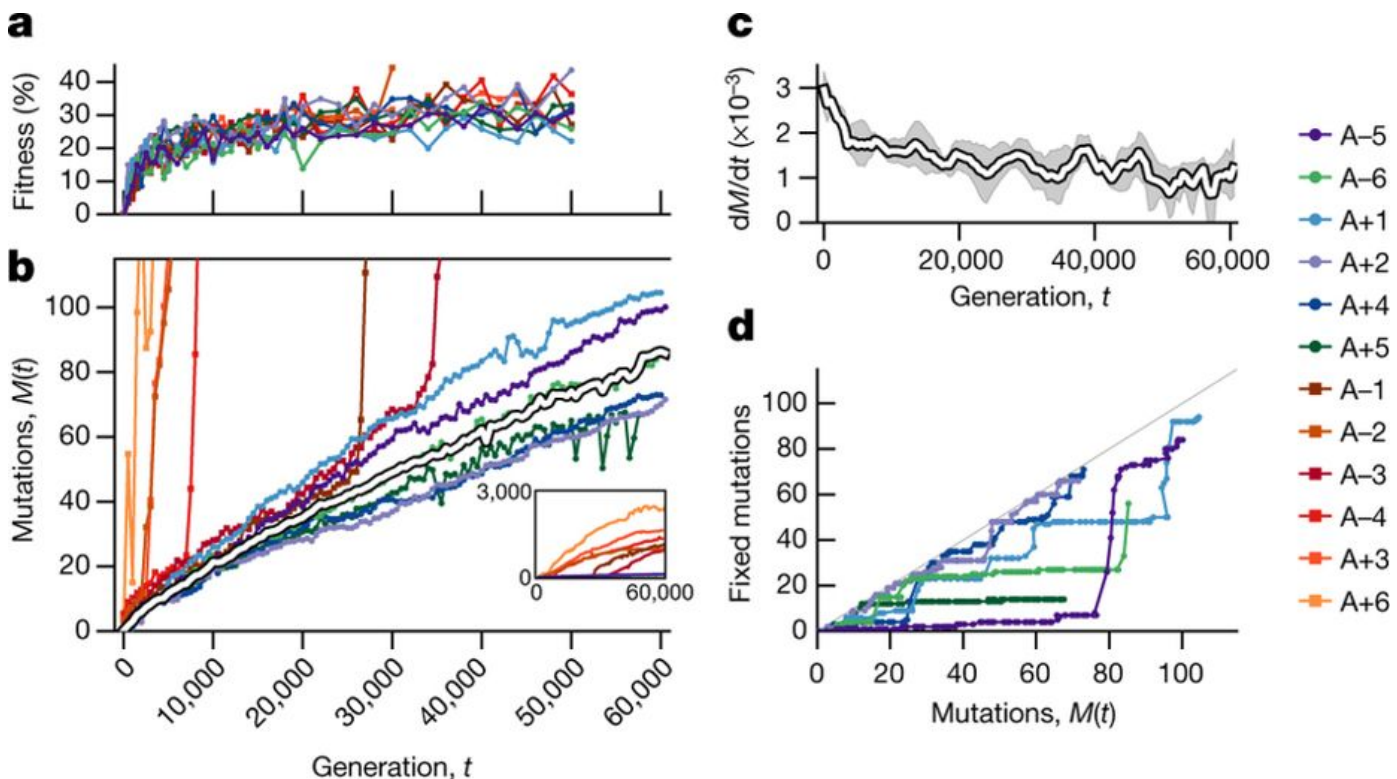 a
Fitness (%)
40
30
20
10
0
b
Mutations, M(t)
100
80
60
40
20
0
3,000
0
0
60,000
0
10,000
20,000
30,000
40,000
50,000
60,000
Generation, t
c
dM/dt (×10⁻³)
3
2
1
0
0
20,000
40,000
60,000
Generation, t
d
Fixed mutations
100
80
60
40
20
0
0
20
40
60
80
100
Mutations, M(t)
A−5
A−6
A+1
A+2
A+4
A+5
A−1
A−2
A−3
A−4
A+3
A+6